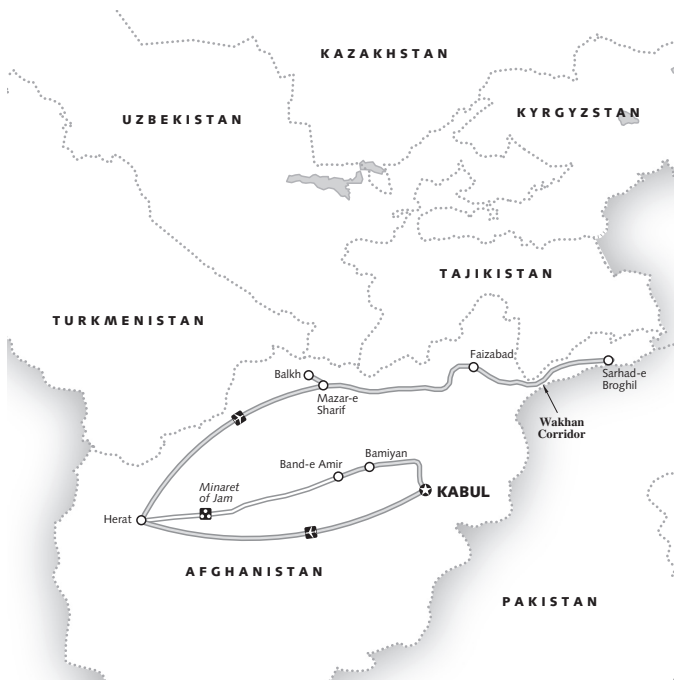 KAZAKHSTAN
KYRGYZSTAN
UZBEKISTAN
TAJIKISTAN
TURKMENISTAN
Faizabad
Balkh
Sarhad-e
Broghil
Mazar-e
Sharif
Wakhan
Corridor
Bamiyan
Band-e Amir
Minaret
of Jam
KABUL
Herat
AFGHANISTAN
PAKISTAN